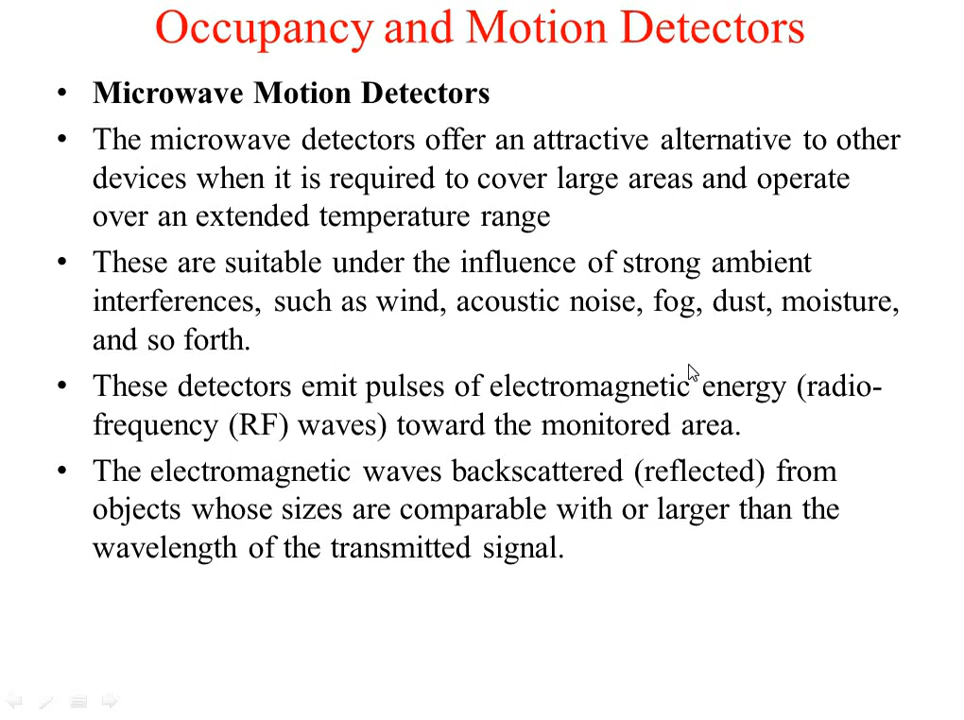 Occupancy and Motion Detectors
• Microwave Motion Detectors
• The microwave detectors offer an attractive alternative to other
devices when it is required to cover large areas and operate
over an extended temperature range
• These are suitable under the influence of strong ambient
interferences, such as wind, acoustic noise, fog, dust, moisture,
and so forth.
• These detectors emit pulses of electromagnetic energy (radio-
frequency (RF) waves) toward the monitored area.
• The electromagnetic waves backscattered (reflected) from
objects whose sizes are comparable with or larger than the
wavelength of the transmitted signal.